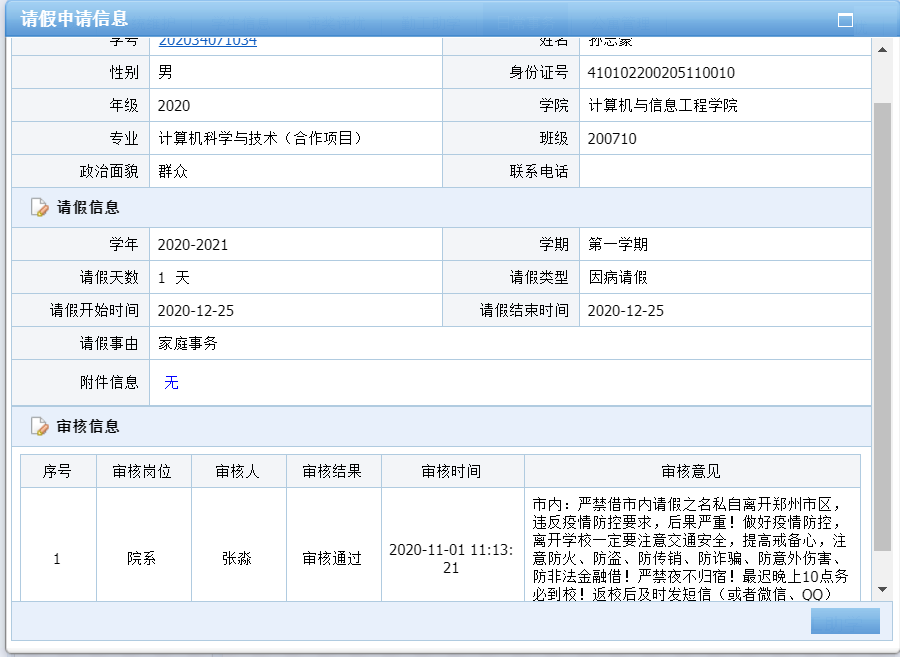 请假申请信息
学号 202034071034 姓名 孙志豪
性别 男 身份证号 410102200205110010
年级 2020 学院 计算机与信息工程学院
专业 计算机科学与技术（合作项目） 班级 200710
政治面貌 群众 联系电话
请假信息
学年 2020-2021 学期 第一学期
请假天数 1 天 请假类型 因病请假
请假开始时间 2020-12-25 请假结束时间 2020-12-25
请假事由 家庭事务
附件信息 无
审核信息
序号 审核岗位 审核人 审核结果 审核时间 审核意见
1 院系 张淼 审核通过 2020-11-01 11:13:
21
市内：严禁借市内请假之名私自离开郑州市区，
违反疫情防控要求，后果严重！做好疫情防控，
离开学校一定要注意交通安全，提高戒备心，注
意防火、防盗、防传销、防诈骗、防意外伤害、
防非法金融借！严禁夜不归宿！最迟晚上10点务
必到校！返校后及时发短信（或者微信、QQ）